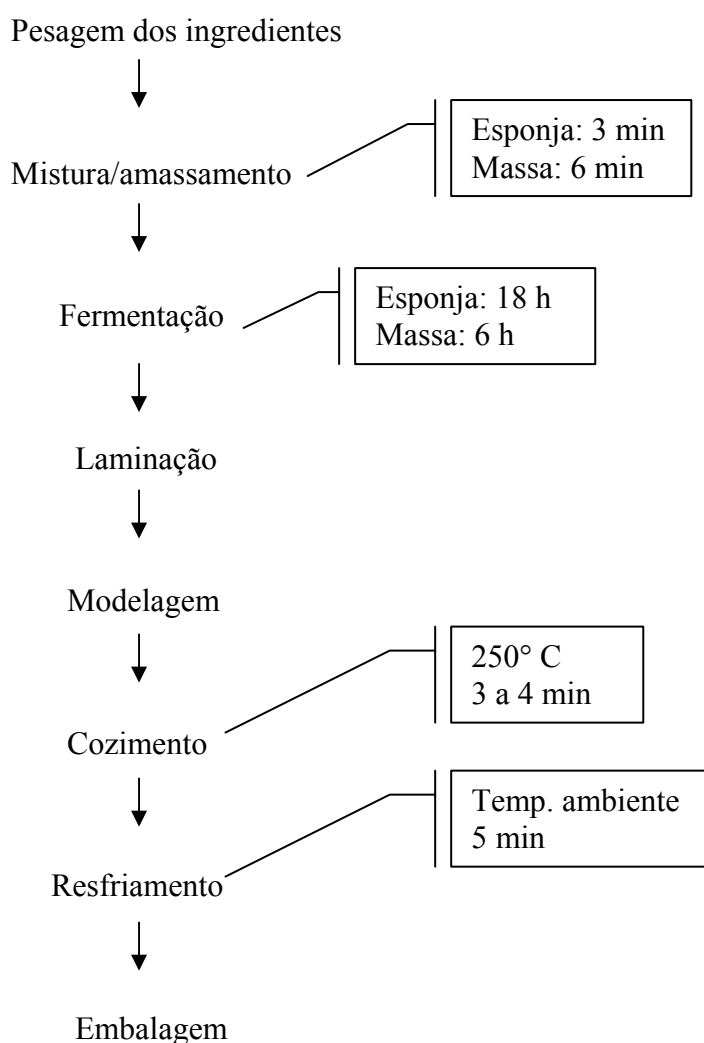 Pesagem dos ingredientes
Esponja: 3 min
Massa: 6 min
Mistura/amassamento
Esponja: 18 h
Massa: 6 h
Fermentação
Laminação
Modelagem
250° C
3 a 4 min
Cozimento
Temp. ambiente
5 min
Resfriamento
Embalagem